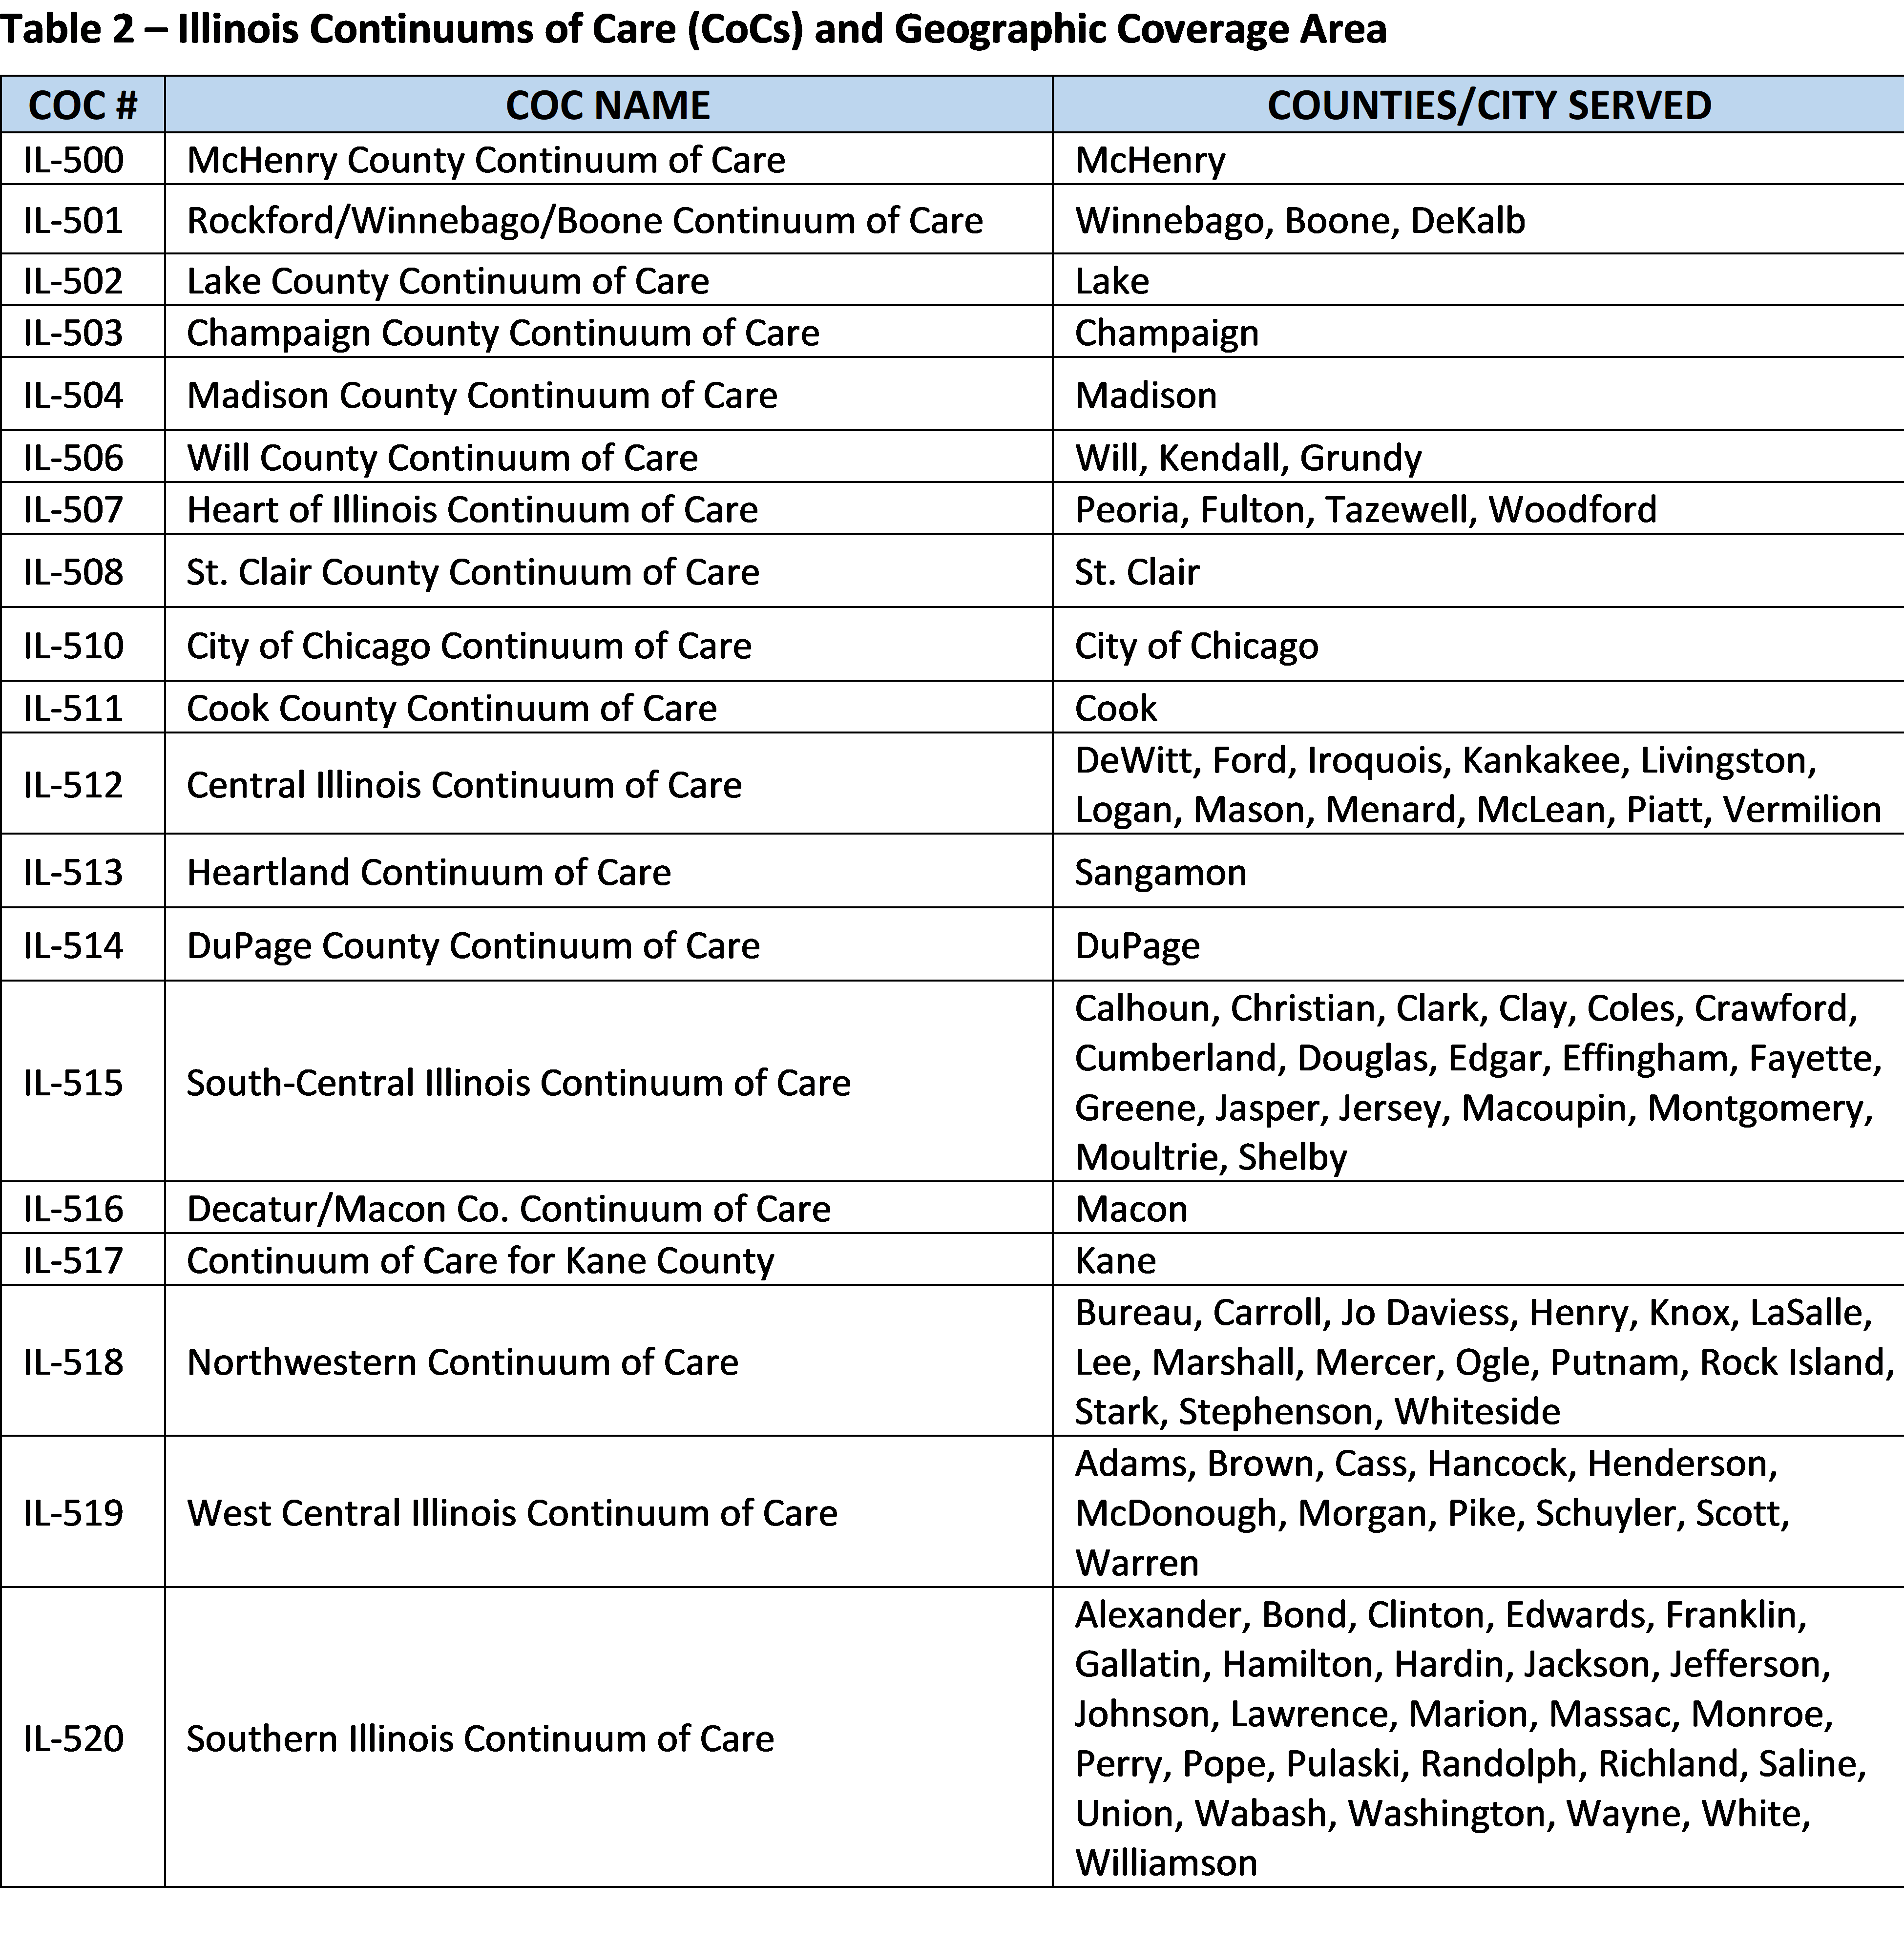 Table 2 – Illinois Continuums of Care (CoCs) and Geographic Coverage Area
COC # COC NAME COUNTIES/CITY SERVED
IL-500 McHenry County Continuum of Care McHenry
IL-501 Rockford/Winnebago/Boone Continuum of Care Winnebago, Boone, DeKalb
IL-502 Lake County Continuum of Care Lake
IL-503 Champaign County Continuum of Care Champaign
IL-504 Madison County Continuum of Care Madison
IL-506 Will County Continuum of Care Will, Kendall, Grundy
IL-507 Heart of Illinois Continuum of Care Peoria, Fulton, Tazewell, Woodford
IL-508 St. Clair County Continuum of Care St. Clair
IL-510 City of Chicago Continuum of Care City of Chicago
IL-511 Cook County Continuum of Care Cook
IL-512 Central Illinois Continuum of Care DeWitt, Ford, Iroquois, Kankakee, Livingston,
Logan, Mason, Menard, McLean, Piatt, Vermilion
IL-513 Heartland Continuum of Care Sangamon
IL-514 DuPage County Continuum of Care DuPage
IL-515 South-Central Illinois Continuum of Care Calhoun, Christian, Clark, Clay, Coles, Crawford,
Cumberland, Douglas, Edgar, Effingham, Fayette,
Greene, Jasper, Jersey, Macoupin, Montgomery,
Moultrie, Shelby
IL-516 Decatur/Macon Co. Continuum of Care Macon
IL-517 Continuum of Care for Kane County Kane
IL-518 Northwestern Continuum of Care Bureau, Carroll, Jo Daviess, Henry, Knox, LaSalle,
Lee, Marshall, Mercer, Ogle, Putnam, Rock Island,
Stark, Stephenson, Whiteside
IL-519 West Central Illinois Continuum of Care Adams, Brown, Cass, Hancock, Henderson,
McDonough, Morgan, Pike, Schuyler, Scott,
Warren
IL-520 Southern Illinois Continuum of Care Alexander, Bond, Clinton, Edwards, Franklin,
Gallatin, Hamilton, Hardin, Jackson, Jefferson,
Johnson, Lawrence, Marion, Massac, Monroe,
Perry, Pope, Pulaski, Randolph, Richland, Saline,
Union, Wabash, Washington, Wayne, White,
Williamson